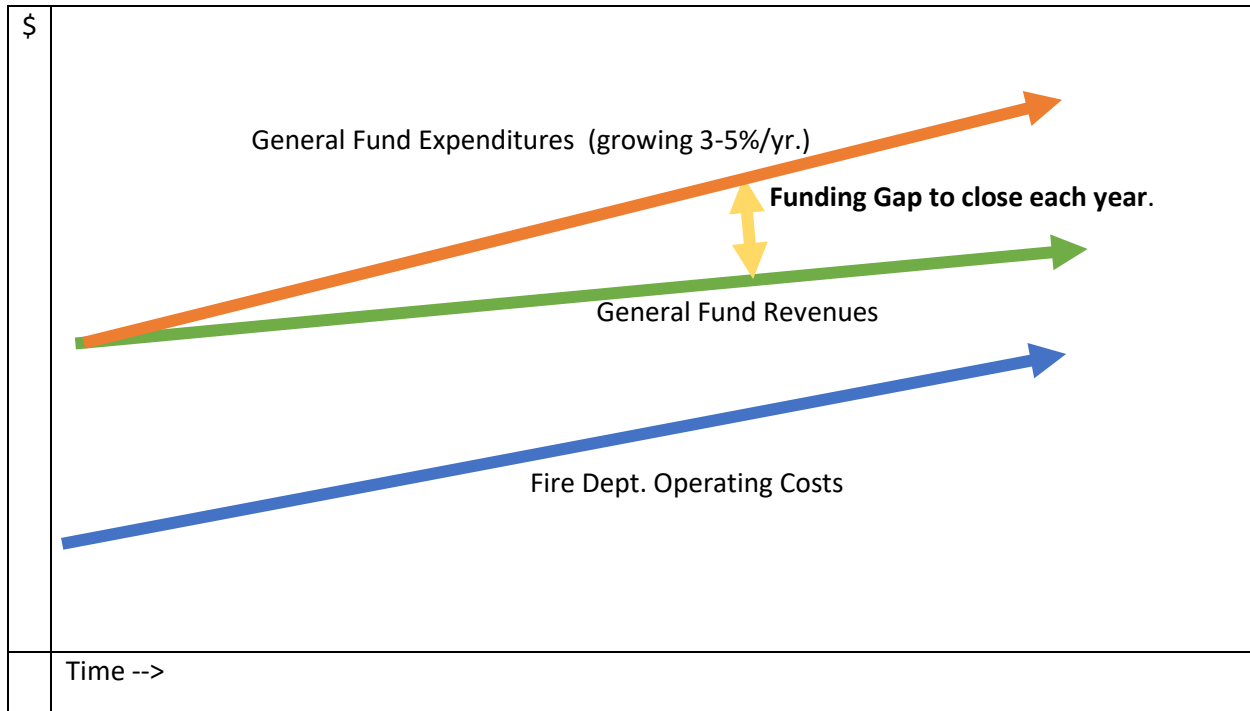 $
General Fund Expenditures  (growing 3-5%/yr.)
Funding Gap to close each year.
General Fund Revenues
Fire Dept. Operating Costs
Time -->